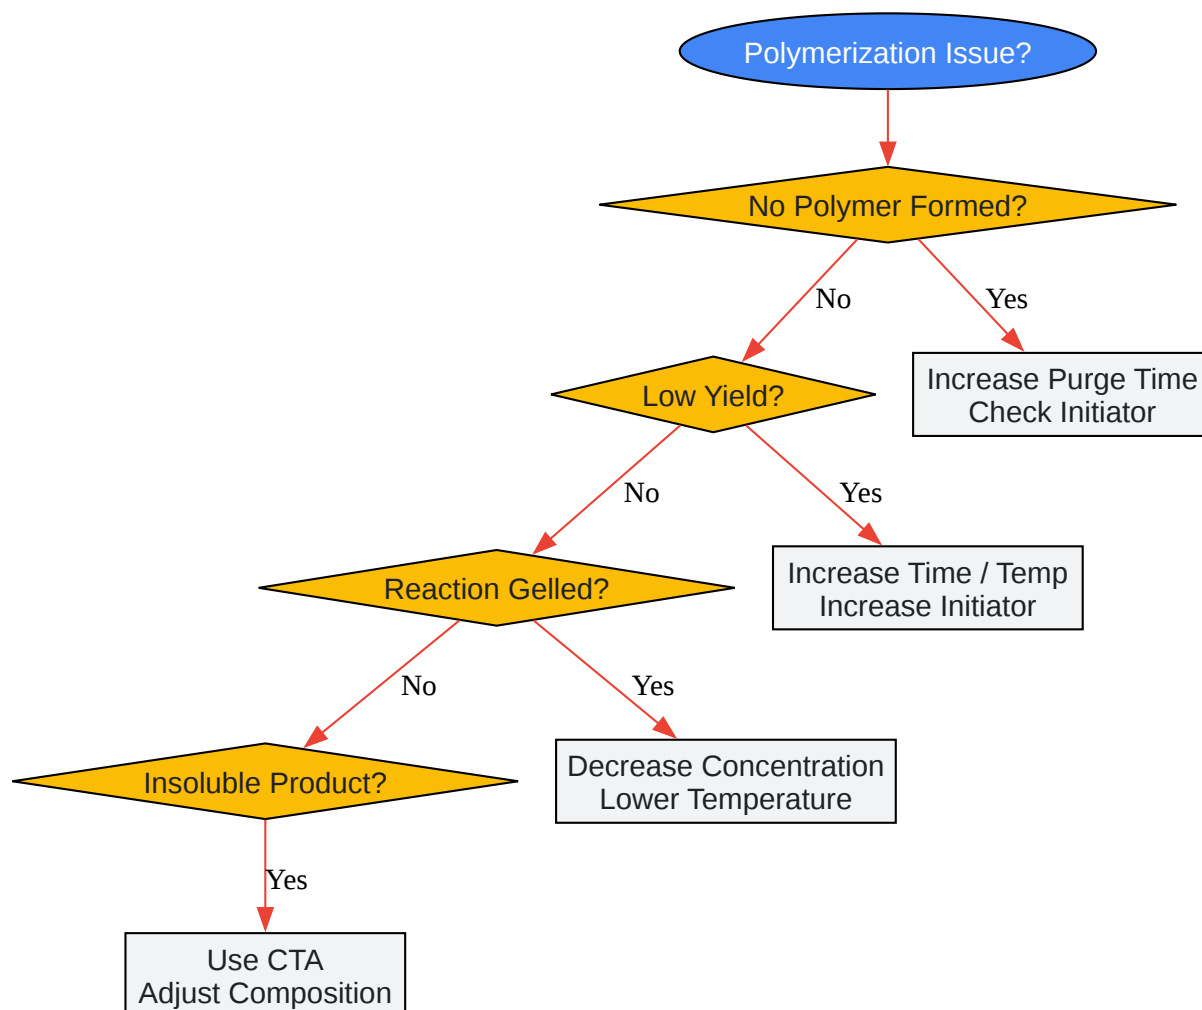 Polymerization Issue?
No Polymer Formed?
No
Yes
Low Yield?
Increase Purge Time
Check Initiator
No
Yes
Reaction Gelled?
Increase Time / Temp
Increase Initiator
No
Yes
Insoluble Product?
Decrease Concentration
Lower Temperature
Yes
Use CTA
Adjust Composition